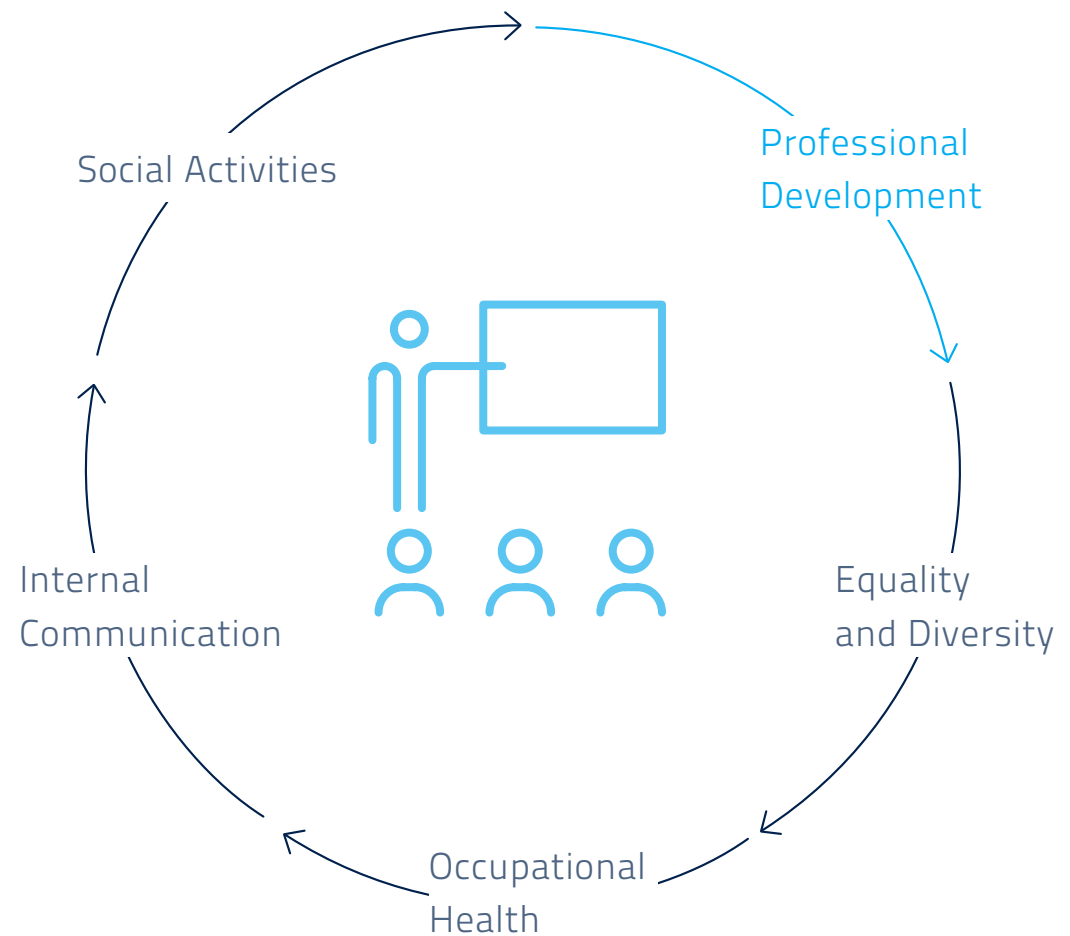 Professional
Development
Social Activities
Internal
Communication
Equality
and Diversity
Occupational
Health